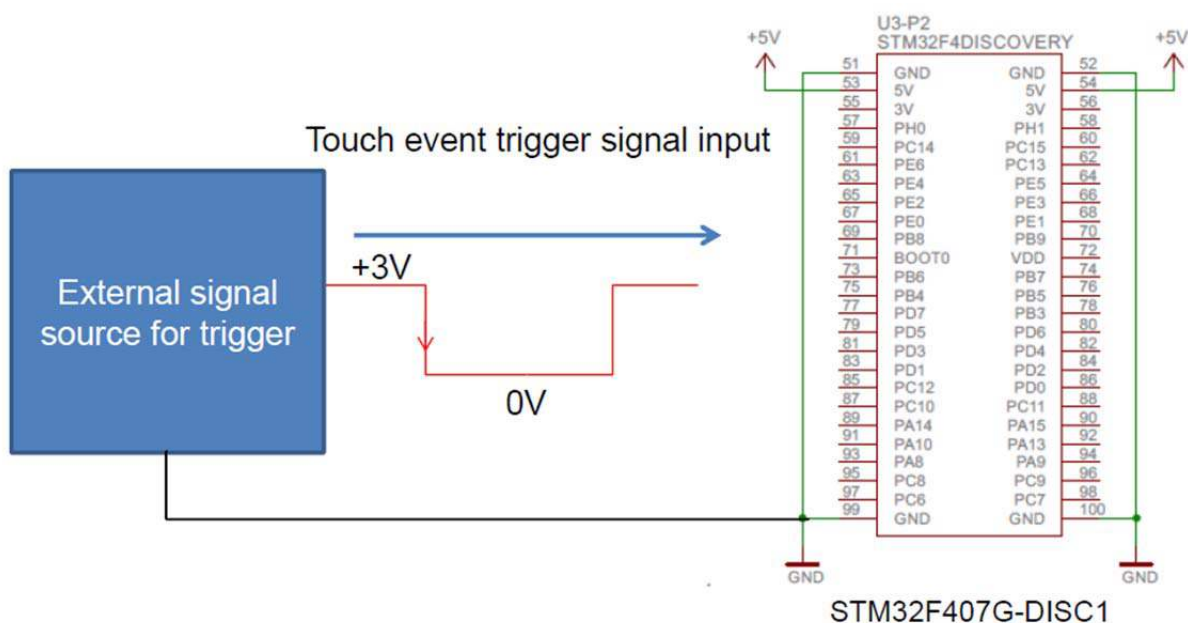 U3-P2
STM32F4DISCOVERY
+5V
+5V
51 GND GND 52
53 5V 5V 54
55 3V 3V 56
57 PH0 PH1 58
59 PC14 PC15 60
61 PE6 PC13 62
63 PE4 PE5 64
65 PE2 PE3 66
67 PE0 PE1 68
69 PB8 PB9 70
71 BOOT0 VDD 72
73 PB6 PB7 74
75 PB4 PB5 76
77 PD7 PB3 78
79 PD5 PD6 80
81 PD3 PD4 82
83 PD1 PD2 84
85 PC12 PD0 86
87 PC10 PC11 88
89 PA14 PA15 90
91 PA10 PA13 92
93 PA8 PA9 94
95 PC8 PC9 96
97 PC6 PC7 98
99 GND GND 100
Touch event trigger signal input
+3V
0V
External signal
source for trigger
GND
GND
STM32F407G-DISC1